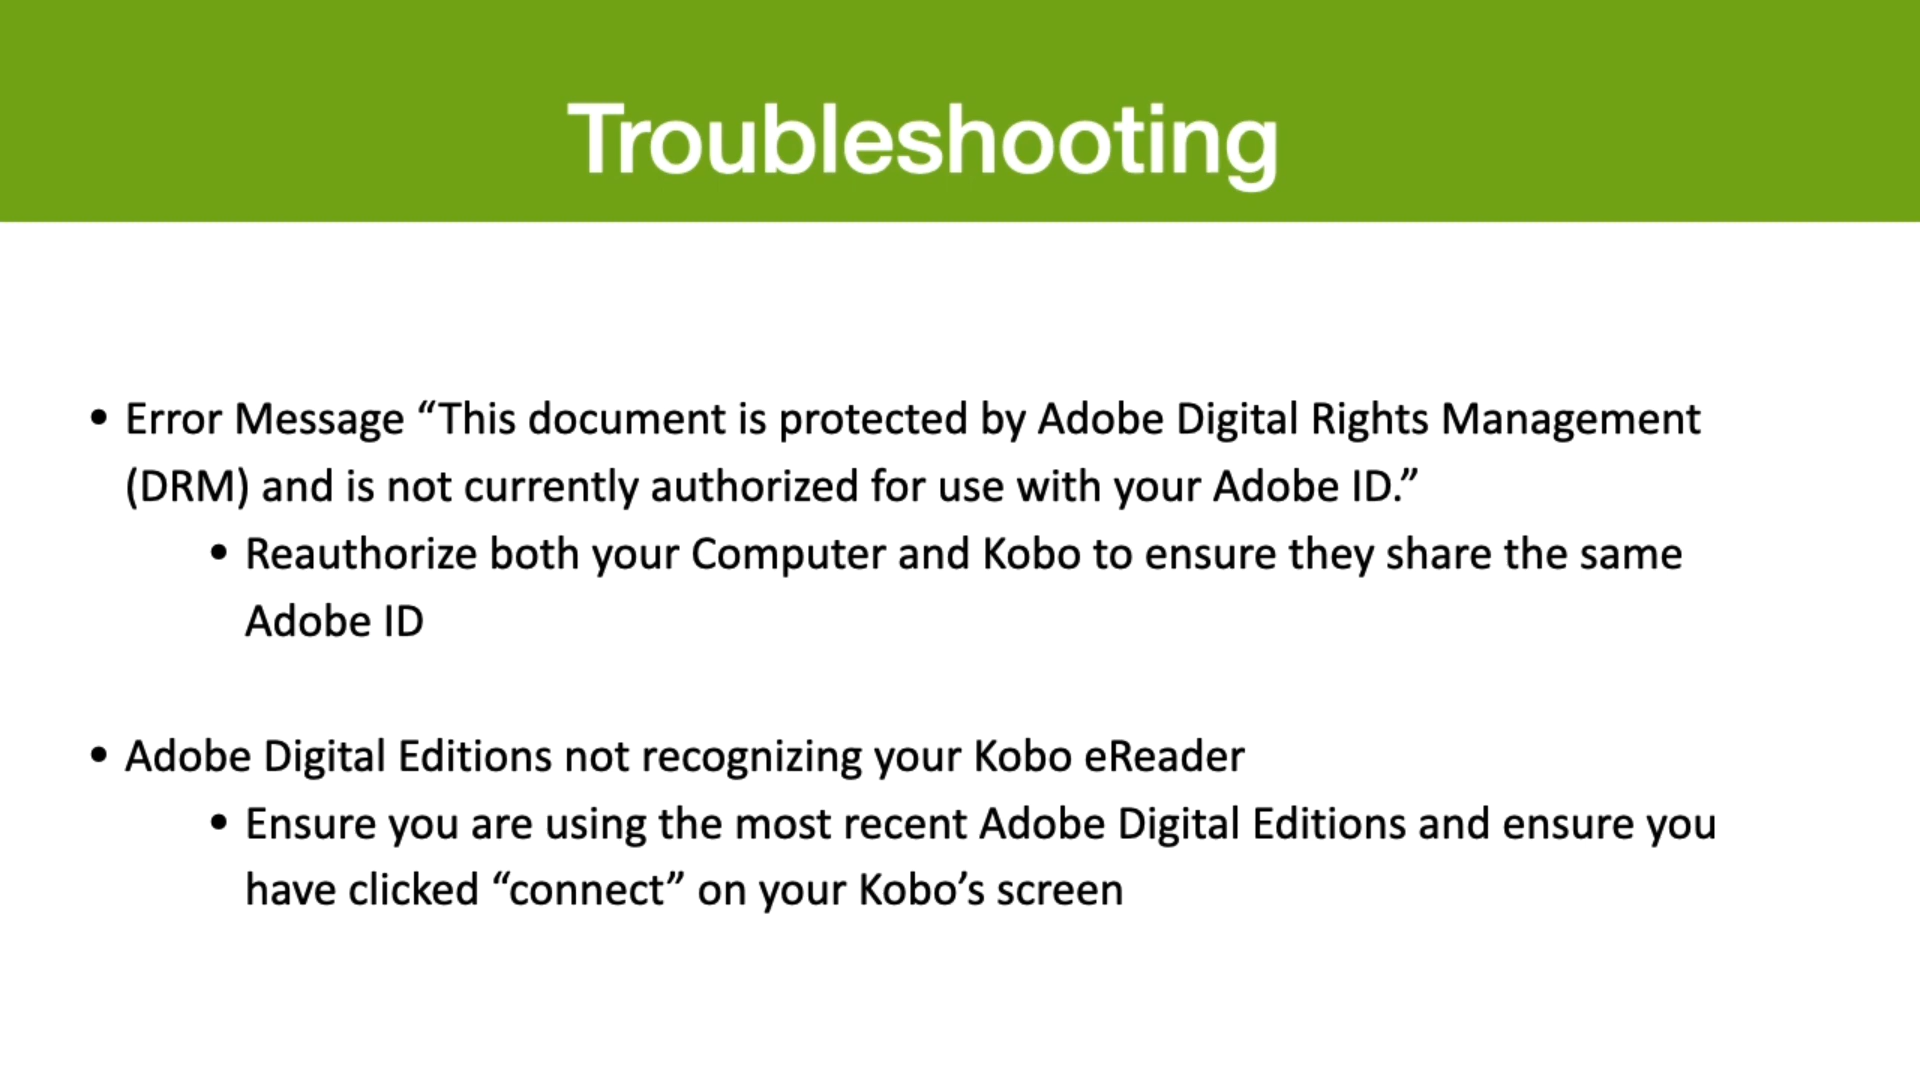 Troubleshooting
• Error Message “This document is protected by Adobe Digital Rights Management
(DRM) and is not currently authorized for use with your Adobe ID.”
• Reauthorize both your Computer and Kobo to ensure they share the same
Adobe ID
• Adobe Digital Editions not recognizing your Kobo eReader
• Ensure you are using the most recent Adobe Digital Editions and ensure you
have clicked “connect” on your Kobo’s screen